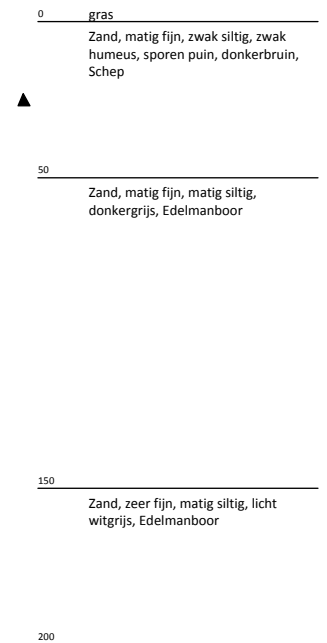 0 gras
Zand, matig fijn, zwak siltig, zwak
humeus, sporen puin, donkerbruin,
Schep
50
Zand, matig fijn, matig siltig,
donkergrijs, Edelmanboor
150
Zand, zeer fijn, matig siltig, licht
witgrijs, Edelmanboor
200